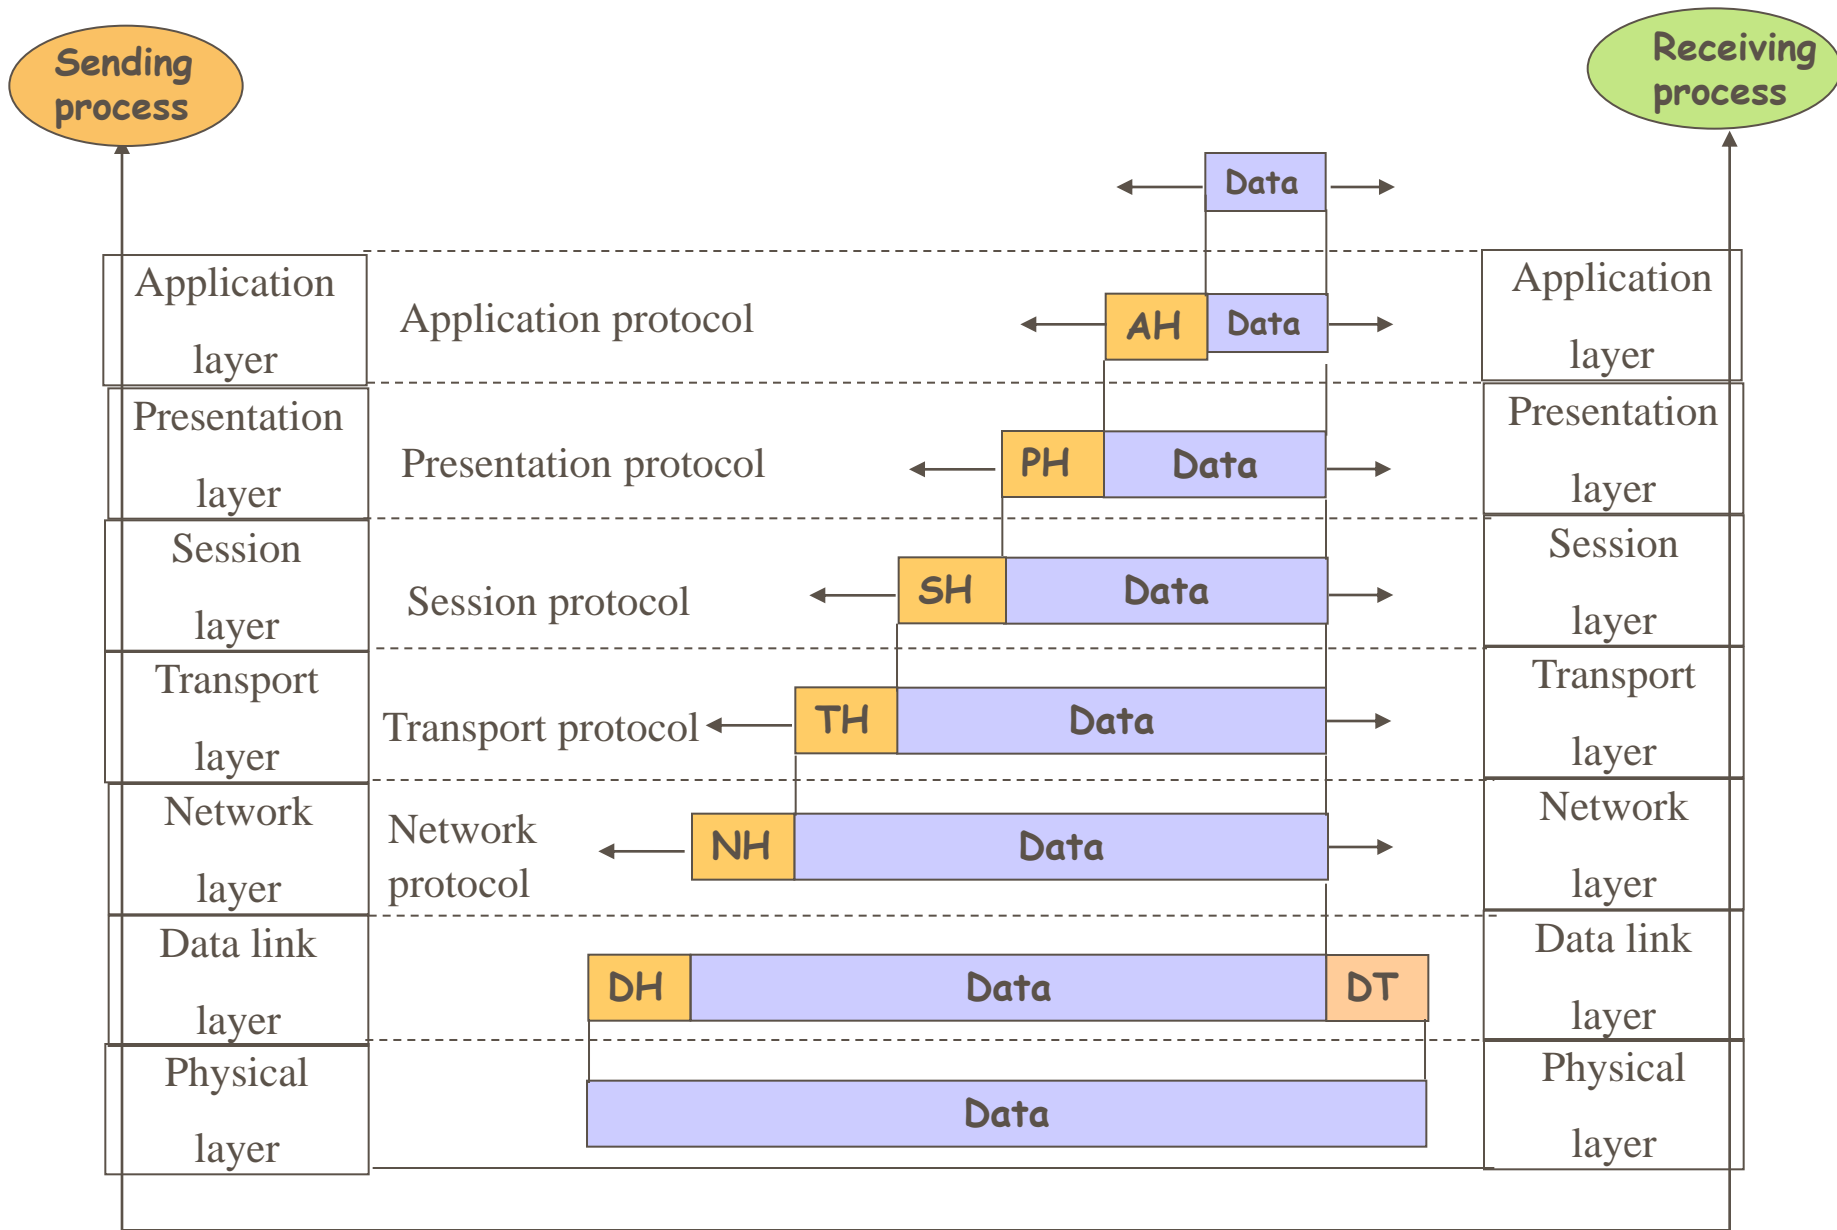 Sending
process
Receiving
process
Data
Application
layer
Application protocol
AH
Data
Application
layer
Presentation
layer
Presentation protocol
PH
Data
Presentation
layer
Session
layer
Session protocol
SH
Data
Session
layer
Transport
layer
Transport protocol
TH
Data
Transport
layer
Network
layer
Network
protocol
NH
Data
Network
layer
Data link
layer
DH
Data
DT
Data link
layer
Physical
layer
Data
Physical
layer